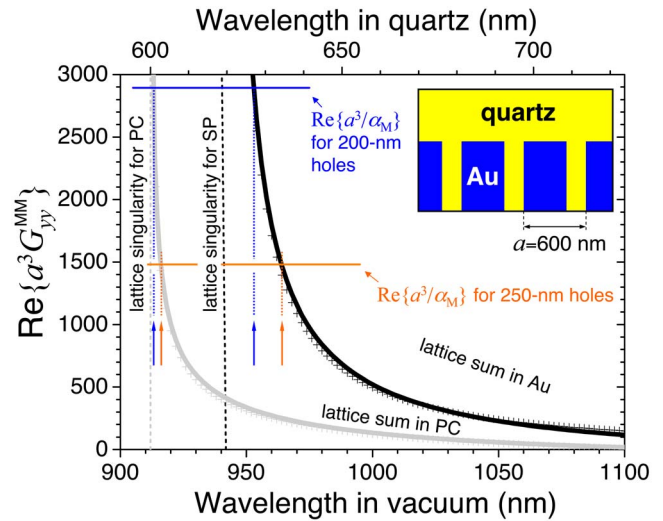 Wavelength in quartz (nm)
600 650 700
3000
2500
2000
1500
1000
500
0
Re{a³G_yy^MM}
lattice singularity for PC
lattice singularity for SP
Re{a³/α_M}
for 200-nm
holes
quartz
Au
a=600 nm
Re{a³/α_M} for 250-nm holes
lattice sum in Au
lattice sum in PC
900 950 1000 1050 1100
Wavelength in vacuum (nm)